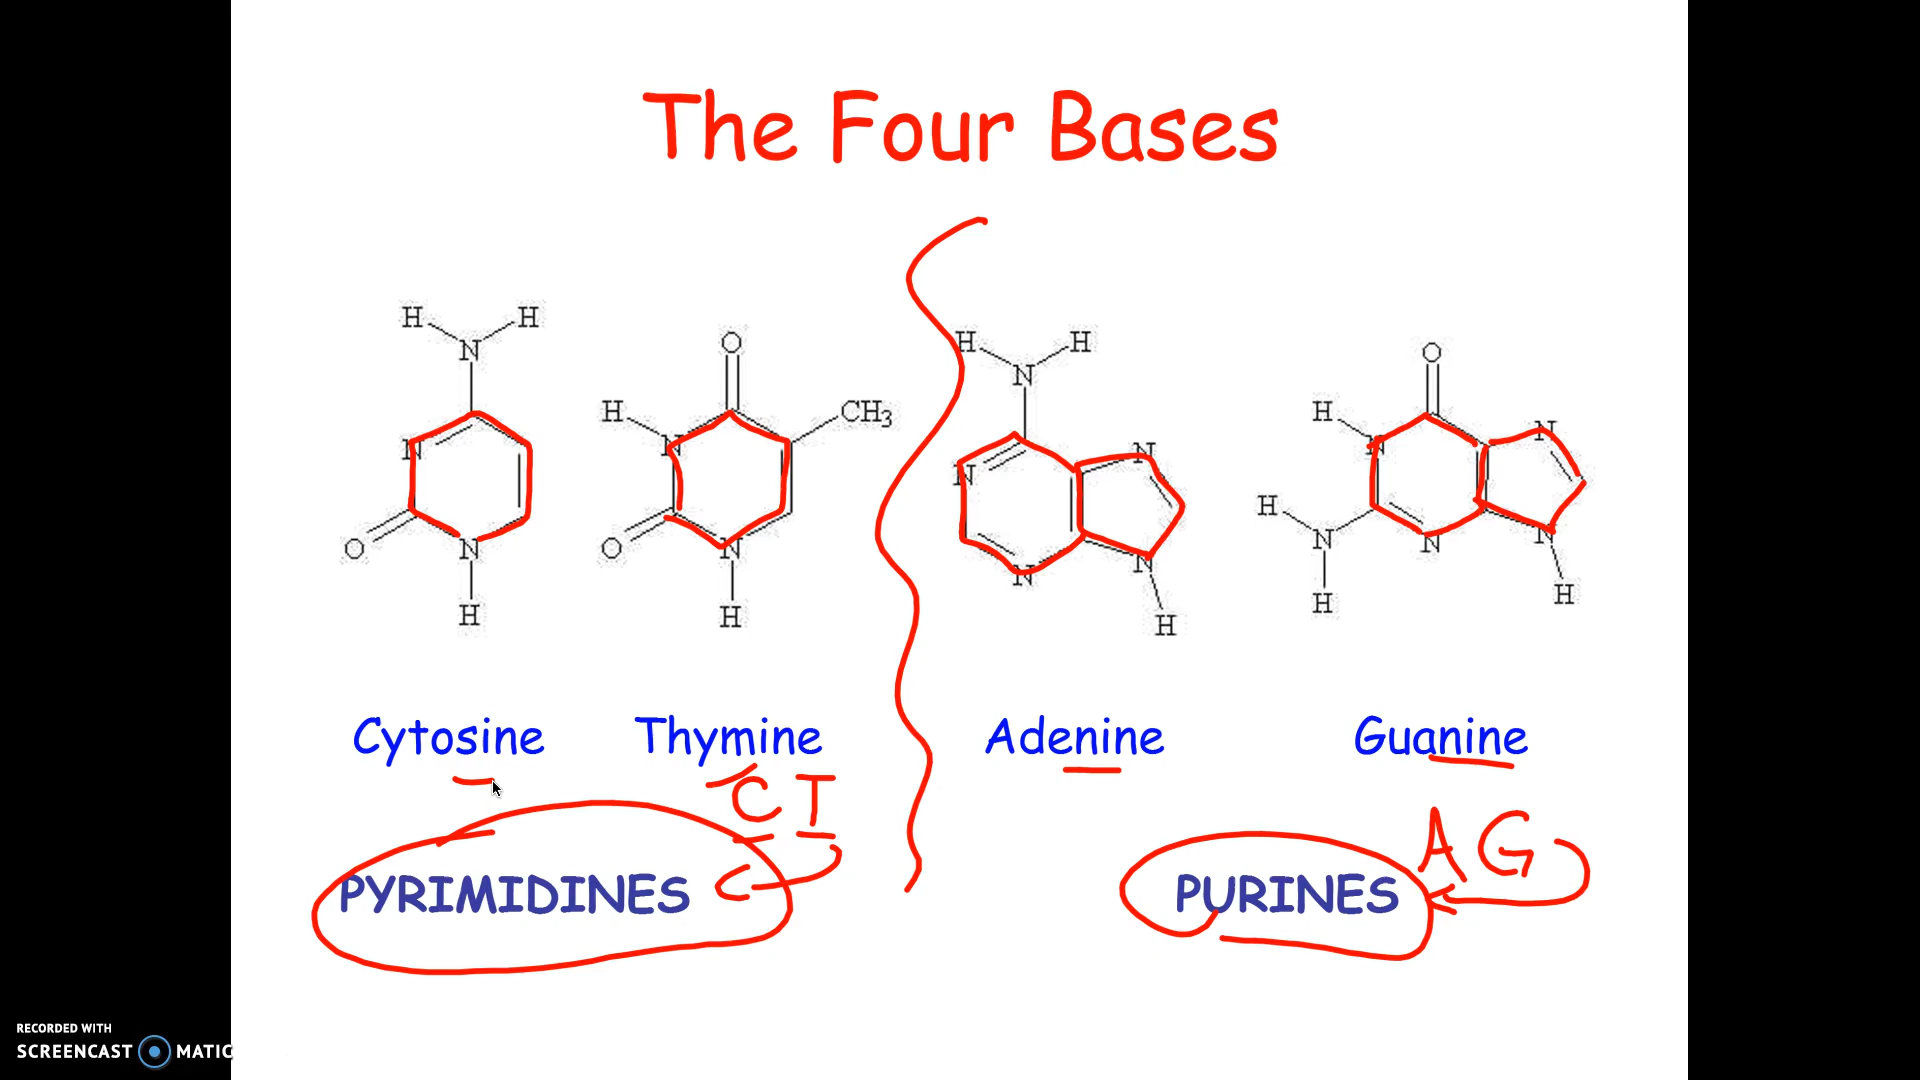 The Four Bases
H H
N
N
O
N
H
O
H
N
CH3
O
N
H
H H
N
N
N
N
N
H
O
H
N
N
H
N
N
N
H
H
Cytosine Thymine Adenine Guanine
C T
A G
PYRIMIDINES PURINES
RECORDED WITH
SCREENCAST MATIC